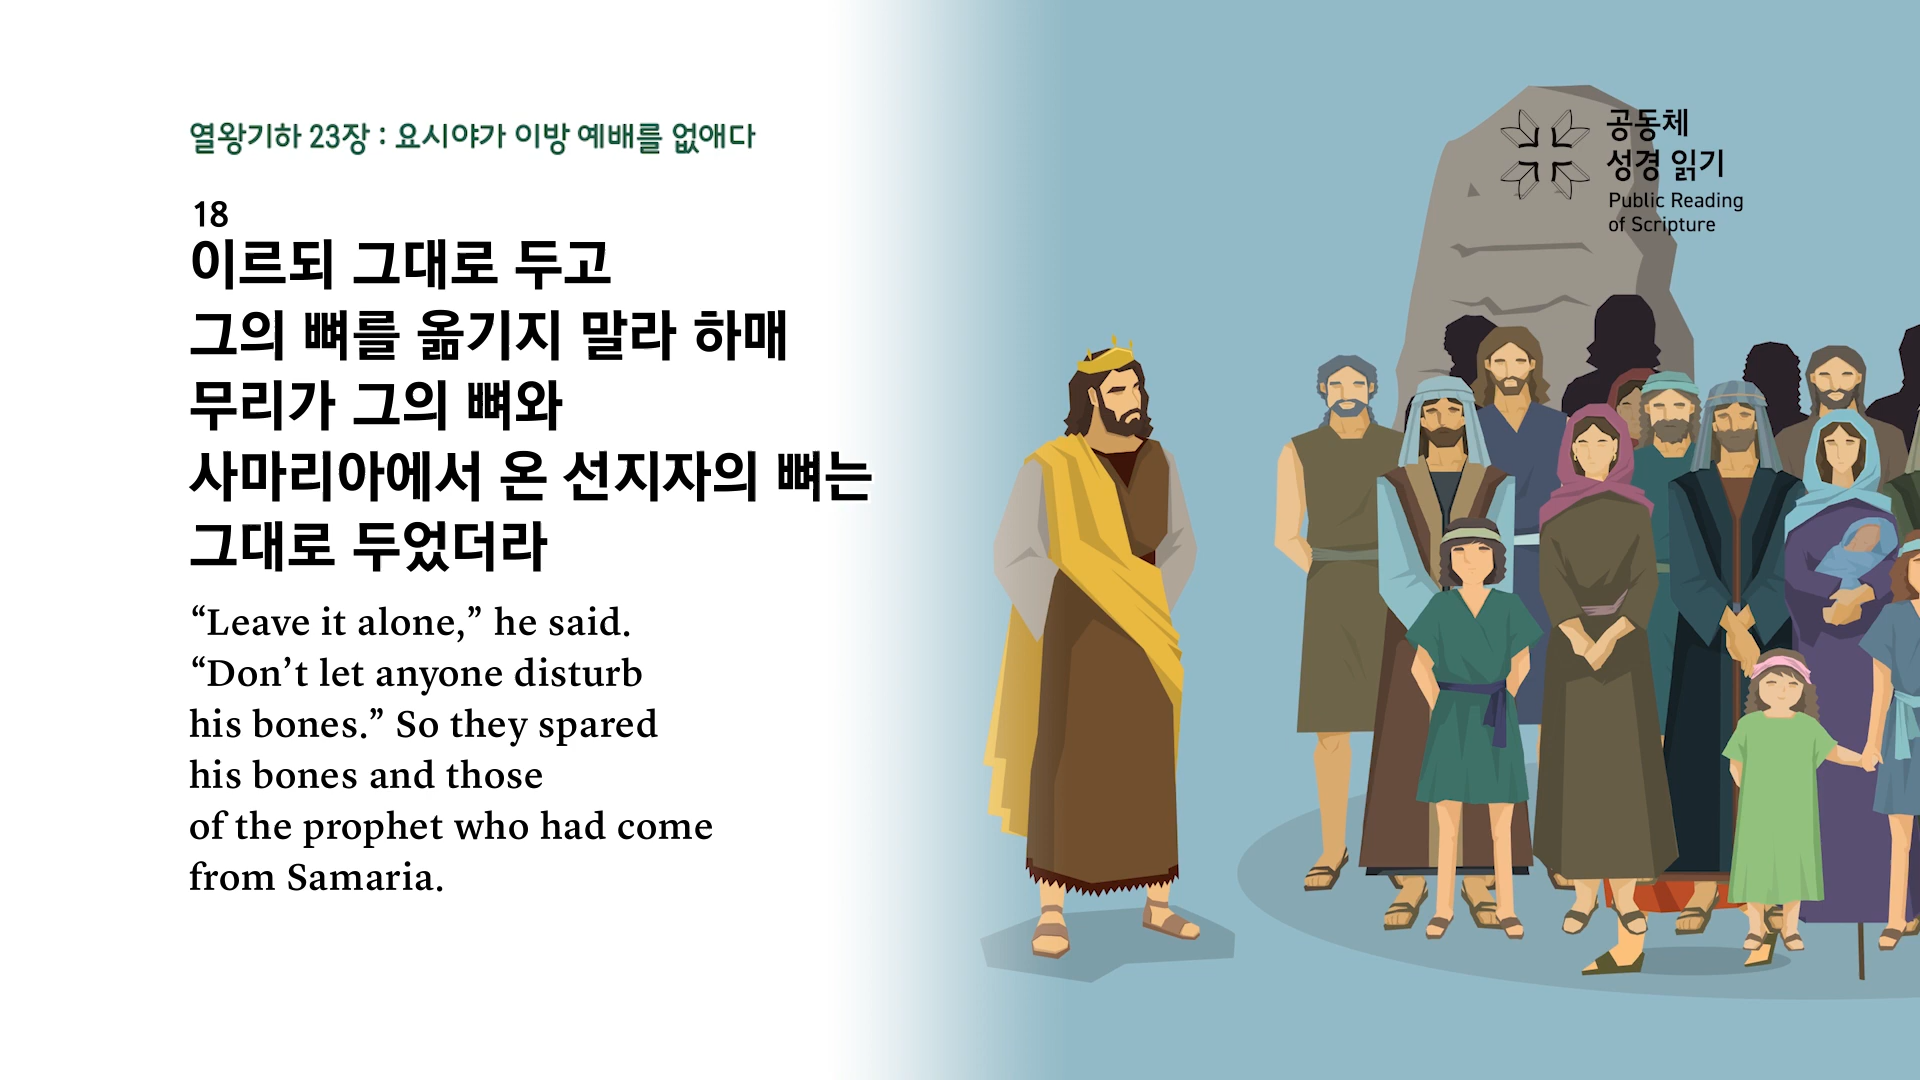 열왕기하 23장 : 요시야가 이방 예배를 없애다
18
이르되 그대로 두고
그의 뼈를 옮기지 말라 하매
무리가 그의 뼈와
사마리아에서 온 선지자의 뼈는
그대로 두었더라
“Leave it alone,” he said.
“Don’t let anyone disturb
his bones.” So they spared
his bones and those
of the prophet who had come
from Samaria.
공동체
성경 읽기
Public Reading
of Scripture